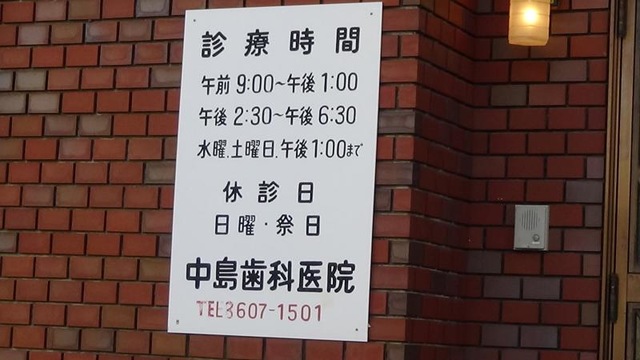 診療時間
午前 9:00~午後 1:00
午後 2:30~午後 6:30
水曜.土曜日.午後 1:00まで
休診日
日曜・祭日
中島歯科医院
TEL3607-1501